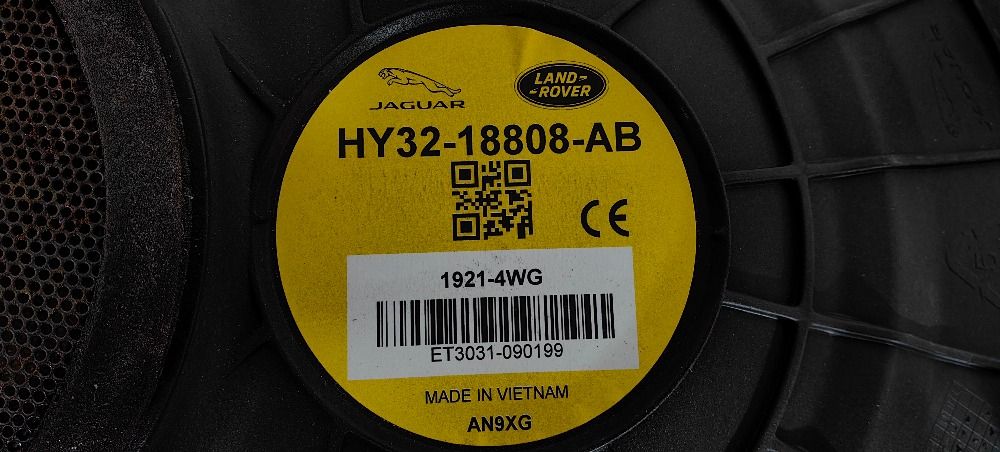 JAGUAR
LAND-
-ROVER
HY32-18808-AB
CE
1921-4WG
ET3031-090199
MADE IN VIETNAM
AN9XG